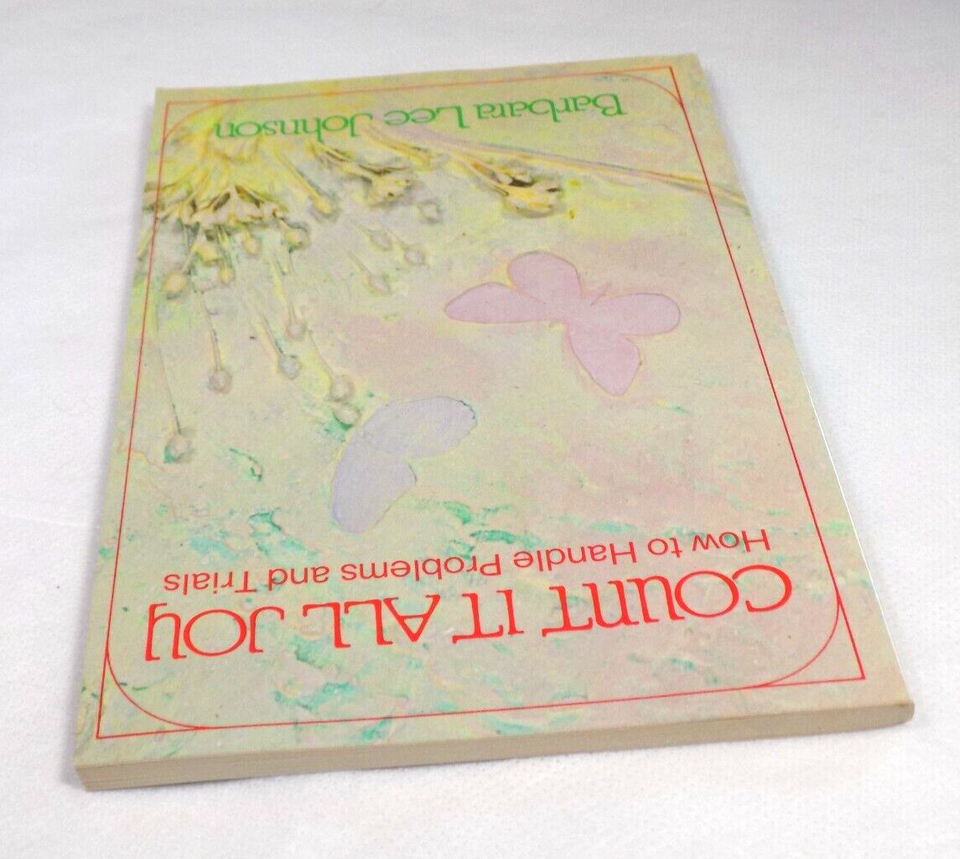 COUNT IT ALL JOY
How to Handle Problems and Trials
Barbara Lee Johnson